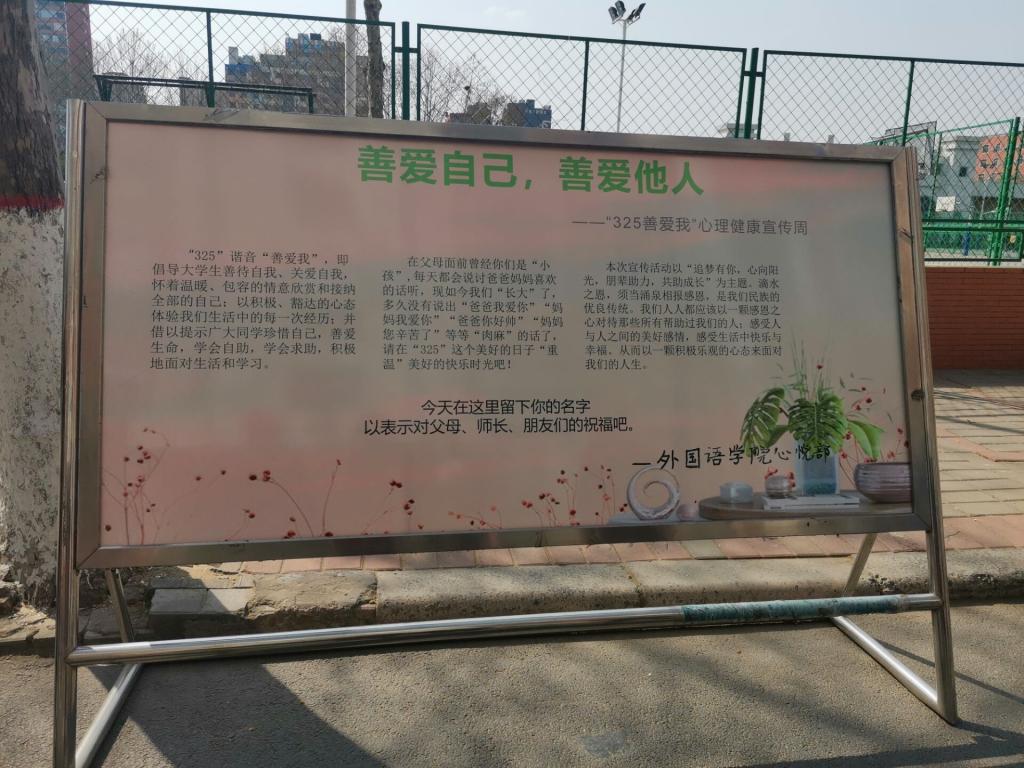 善爱自己，善爱他人
——“325善爱我”心理健康宣传周
“325”谐音“善爱我”，即
倡导大学生善待自我、关爱自我，
怀着温暖、包容的情意欣赏和接纳
全部的自己；以积极、豁达的心态
体验我们生活中的每一次经历；并
借以提示广大同学珍惜自己，善爱
生命，学会自助，学会求助，积极
地面对生活和学习。
在父母面前曾经你们是“小
孩”，每天都会说讨爸爸妈妈喜欢
的话听，现如今我们“长大”了，
多久没有说出“爸爸我爱你”“妈
妈我爱你”“爸爸你好帅”“妈妈
您辛苦了”等等“肉麻”的话了，
请在“325”这个美好的日子“重
温”美好的快乐时光吧！
本次宣传活动以“追梦有你，心向阳
光，朋辈助力，共助成长”为主题。滴水
之恩，须当涌泉相报感恩，是我们民族的
优良传统。我们人人都应该以一颗感恩之
心对待那些所有帮助过我们的人；感受人
与人之间的美好感情，感受生活中快乐与
幸福、从而以一颗积极乐观的心态来面对
我们的人生。
今天在这里留下你的名字
以表示对父母、师长、朋友们的祝福吧。
—外国语学院心悦部